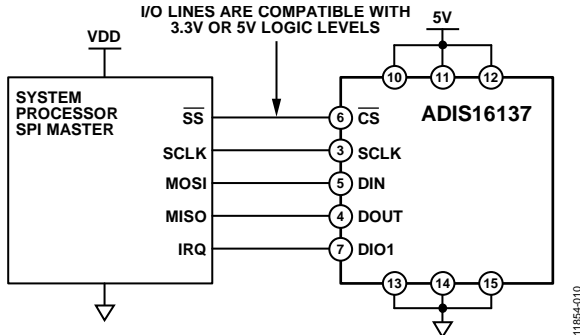 I/O LINES ARE COMPATIBLE WITH
3.3V OR 5V LOGIC LEVELS
VDD
5V
10 11 12
SYSTEM
PROCESSOR
SPI MASTER
ADIS16137
SS 6 CS
SCLK 3 SCLK
MOSI 5 DIN
MISO 4 DOUT
IRQ 7 DIO1
13 14 15
11854-010